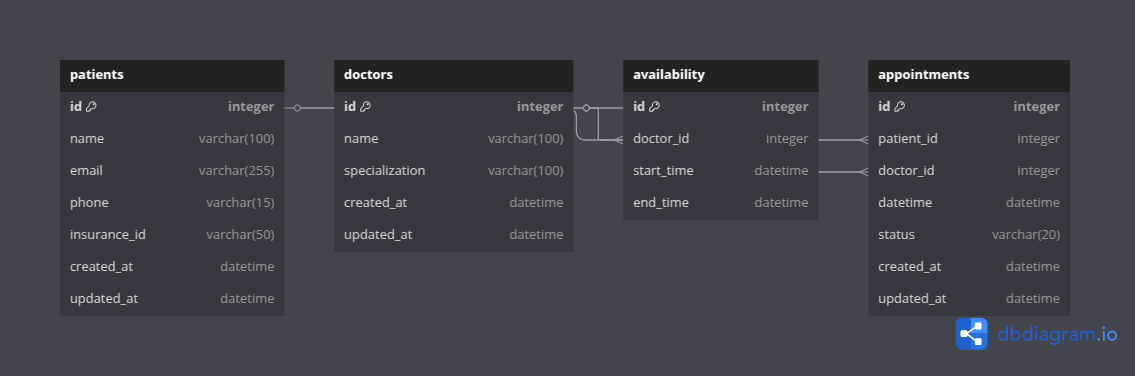 patients
id integer
name varchar(100)
email varchar(255)
phone varchar(15)
insurance_id varchar(50)
created_at datetime
updated_at datetime
doctors
id integer
name varchar(100)
specialization varchar(100)
created_at datetime
updated_at datetime
availability
id integer
doctor_id integer
start_time datetime
end_time datetime
appointments
id integer
patient_id integer
doctor_id integer
datetime datetime
status varchar(20)
created_at datetime
updated_at datetime
dbdiagram.io